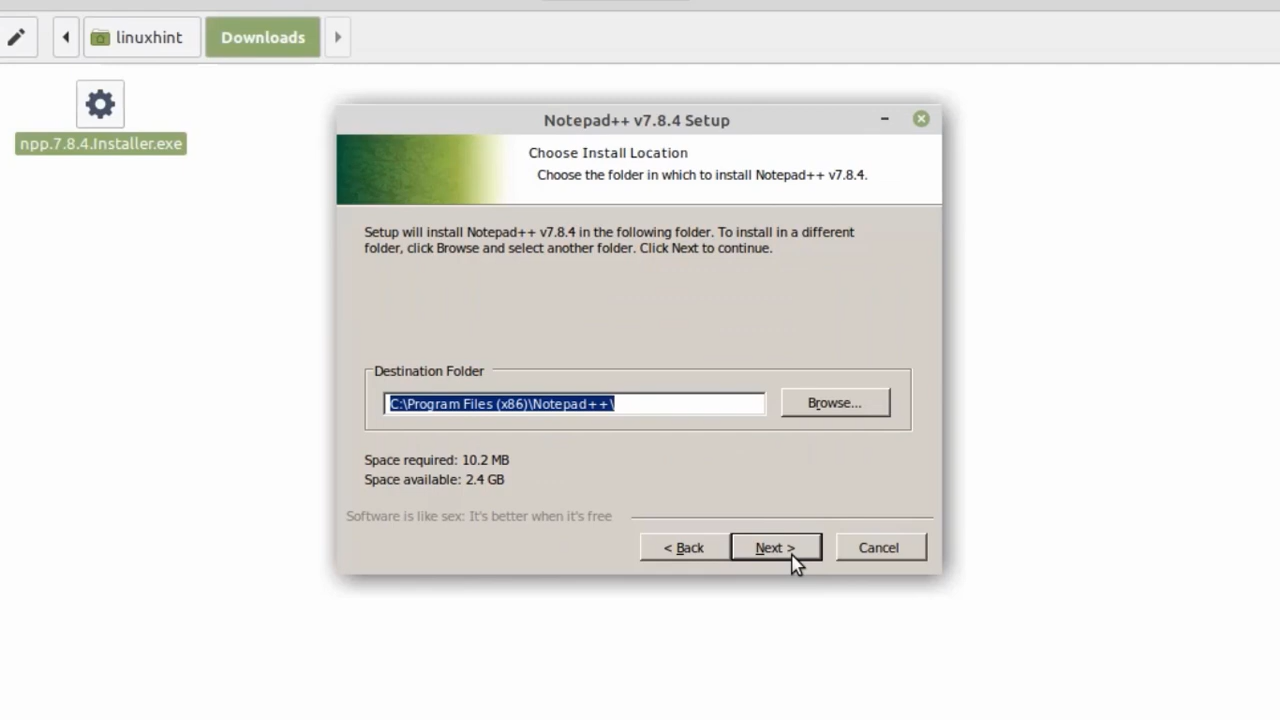 linuxhint
Downloads
npp.7.8.4.Installer.exe
Notepad++ v7.8.4 Setup
Choose Install Location
Choose the folder in which to install Notepad++ v7.8.4.
Setup will install Notepad++ v7.8.4 in the following folder. To install in a different
folder, click Browse and select another folder. Click Next to continue.
Destination Folder
C:\Program Files (x86)\Notepad++\
Browse...
Space required: 10.2 MB
Space available: 2.4 GB
Software is like sex: It's better when it's free
< Back
Next >
Cancel